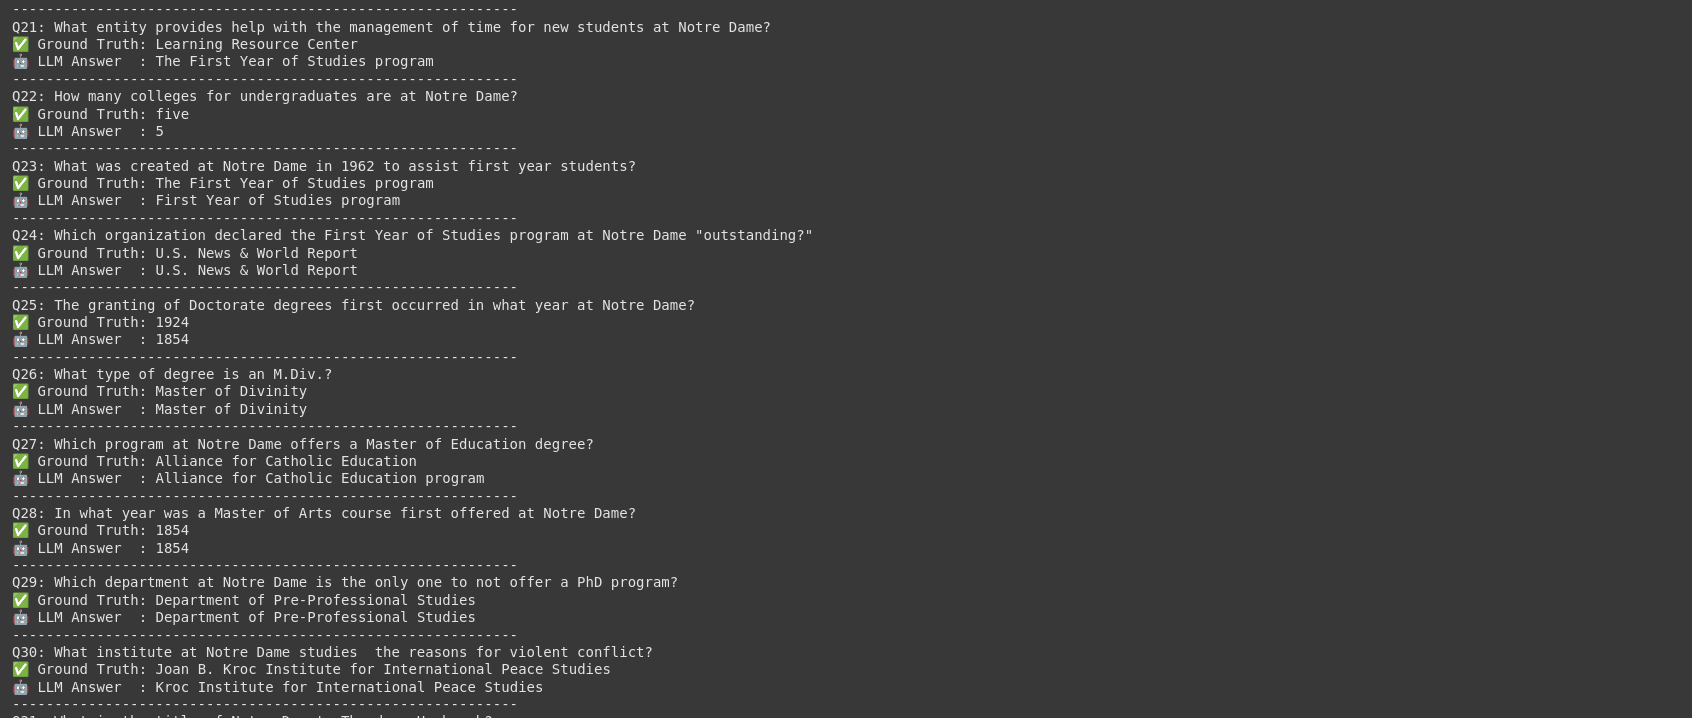 ------------------------------------------------------------
Q21: What entity provides help with the management of time for new students at Notre Dame?
✅ Ground Truth: Learning Resource Center
🤖 LLM Answer  : The First Year of Studies program
------------------------------------------------------------
Q22: How many colleges for undergraduates are at Notre Dame?
✅ Ground Truth: five
🤖 LLM Answer  : 5
------------------------------------------------------------
Q23: What was created at Notre Dame in 1962 to assist first year students?
✅ Ground Truth: The First Year of Studies program
🤖 LLM Answer  : First Year of Studies program
------------------------------------------------------------
Q24: Which organization declared the First Year of Studies program at Notre Dame "outstanding?"
✅ Ground Truth: U.S. News & World Report
🤖 LLM Answer  : U.S. News & World Report
------------------------------------------------------------
Q25: The granting of Doctorate degrees first occurred in what year at Notre Dame?
✅ Ground Truth: 1924
🤖 LLM Answer  : 1854
------------------------------------------------------------
Q26: What type of degree is an M.Div.?
✅ Ground Truth: Master of Divinity
🤖 LLM Answer  : Master of Divinity
------------------------------------------------------------
Q27: Which program at Notre Dame offers a Master of Education degree?
✅ Ground Truth: Alliance for Catholic Education
🤖 LLM Answer  : Alliance for Catholic Education program
------------------------------------------------------------
Q28: In what year was a Master of Arts course first offered at Notre Dame?
✅ Ground Truth: 1854
🤖 LLM Answer  : 1854
------------------------------------------------------------
Q29: Which department at Notre Dame is the only one to not offer a PhD program?
✅ Ground Truth: Department of Pre-Professional Studies
🤖 LLM Answer  : Department of Pre-Professional Studies
------------------------------------------------------------
Q30: What institute at Notre Dame studies  the reasons for violent conflict?
✅ Ground Truth: Joan B. Kroc Institute for International Peace Studies
🤖 LLM Answer  : Kroc Institute for International Peace Studies
------------------------------------------------------------